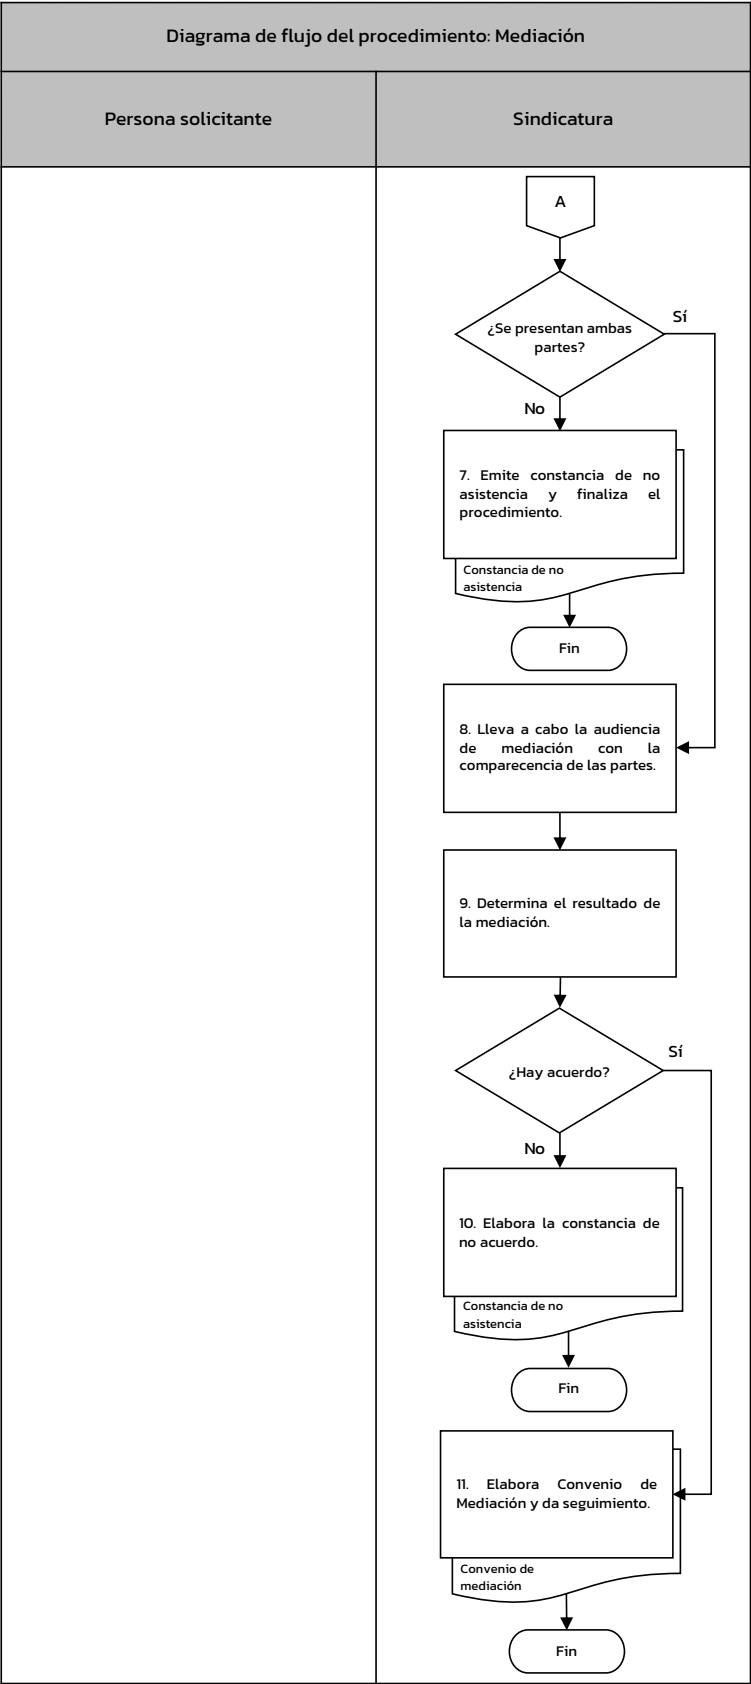 Diagrama de flujo del procedimiento: Mediación
Persona solicitante
Sindicatura
A
¿Se presentan ambas
partes?
Sí
No
7. Emite constancia de no
asistencia y finaliza el
procedimiento.
Constancia de no
asistencia
Fin
8. Lleva a cabo la audiencia
de mediación con la
comparecencia de las partes.
9. Determina el resultado de
la mediación.
¿Hay acuerdo?
Sí
No
10. Elabora la constancia de
no acuerdo.
Constancia de no
asistencia
Fin
11. Elabora Convenio de
Mediación y da seguimiento.
Convenio de
mediación
Fin